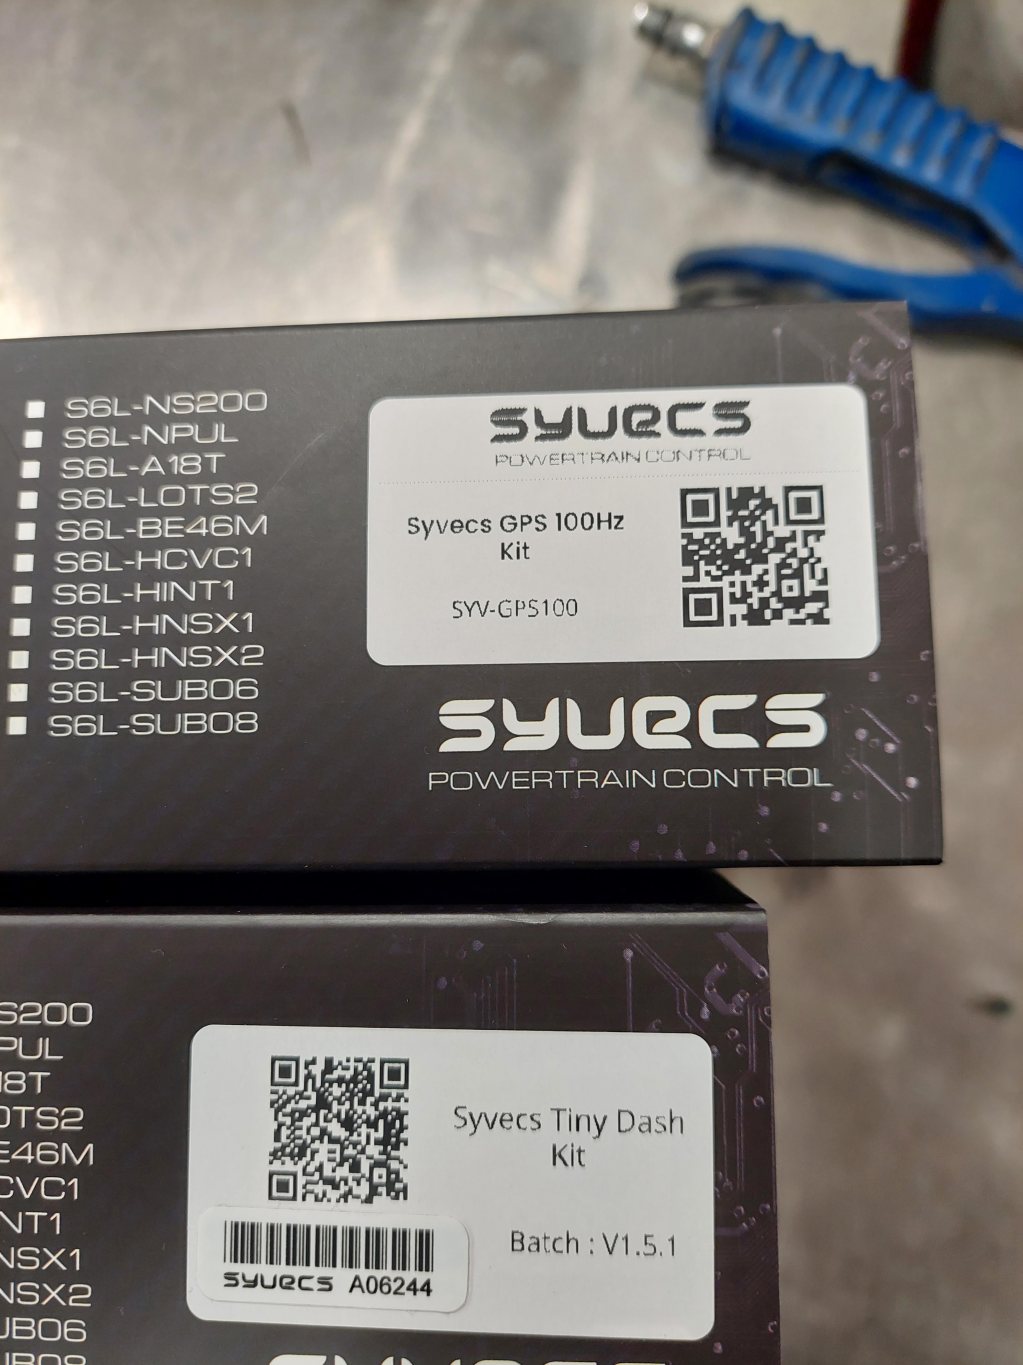 S6L-NS200
S6L-NPUL
S6L-A18T
S6L-LOTS2
S6L-BE46M
S6L-HCVC1
S6L-HINT1
S6L-HNSX1
S6L-HNSX2
S6L-SUB06
S6L-SUB08
SYVECS
POWERTRAIN CONTROL
Syvecs GPS 100Hz
Kit
SYV-GPS100
SYVECS
POWERTRAIN CONTROL
S200
PUL
18T
OTS2
E46M
CVC1
NT1
NSX1
NSX2
UB06
UB08
Syvecs Tiny Dash
Kit
Batch : V1.5.1
SYVECS A06244